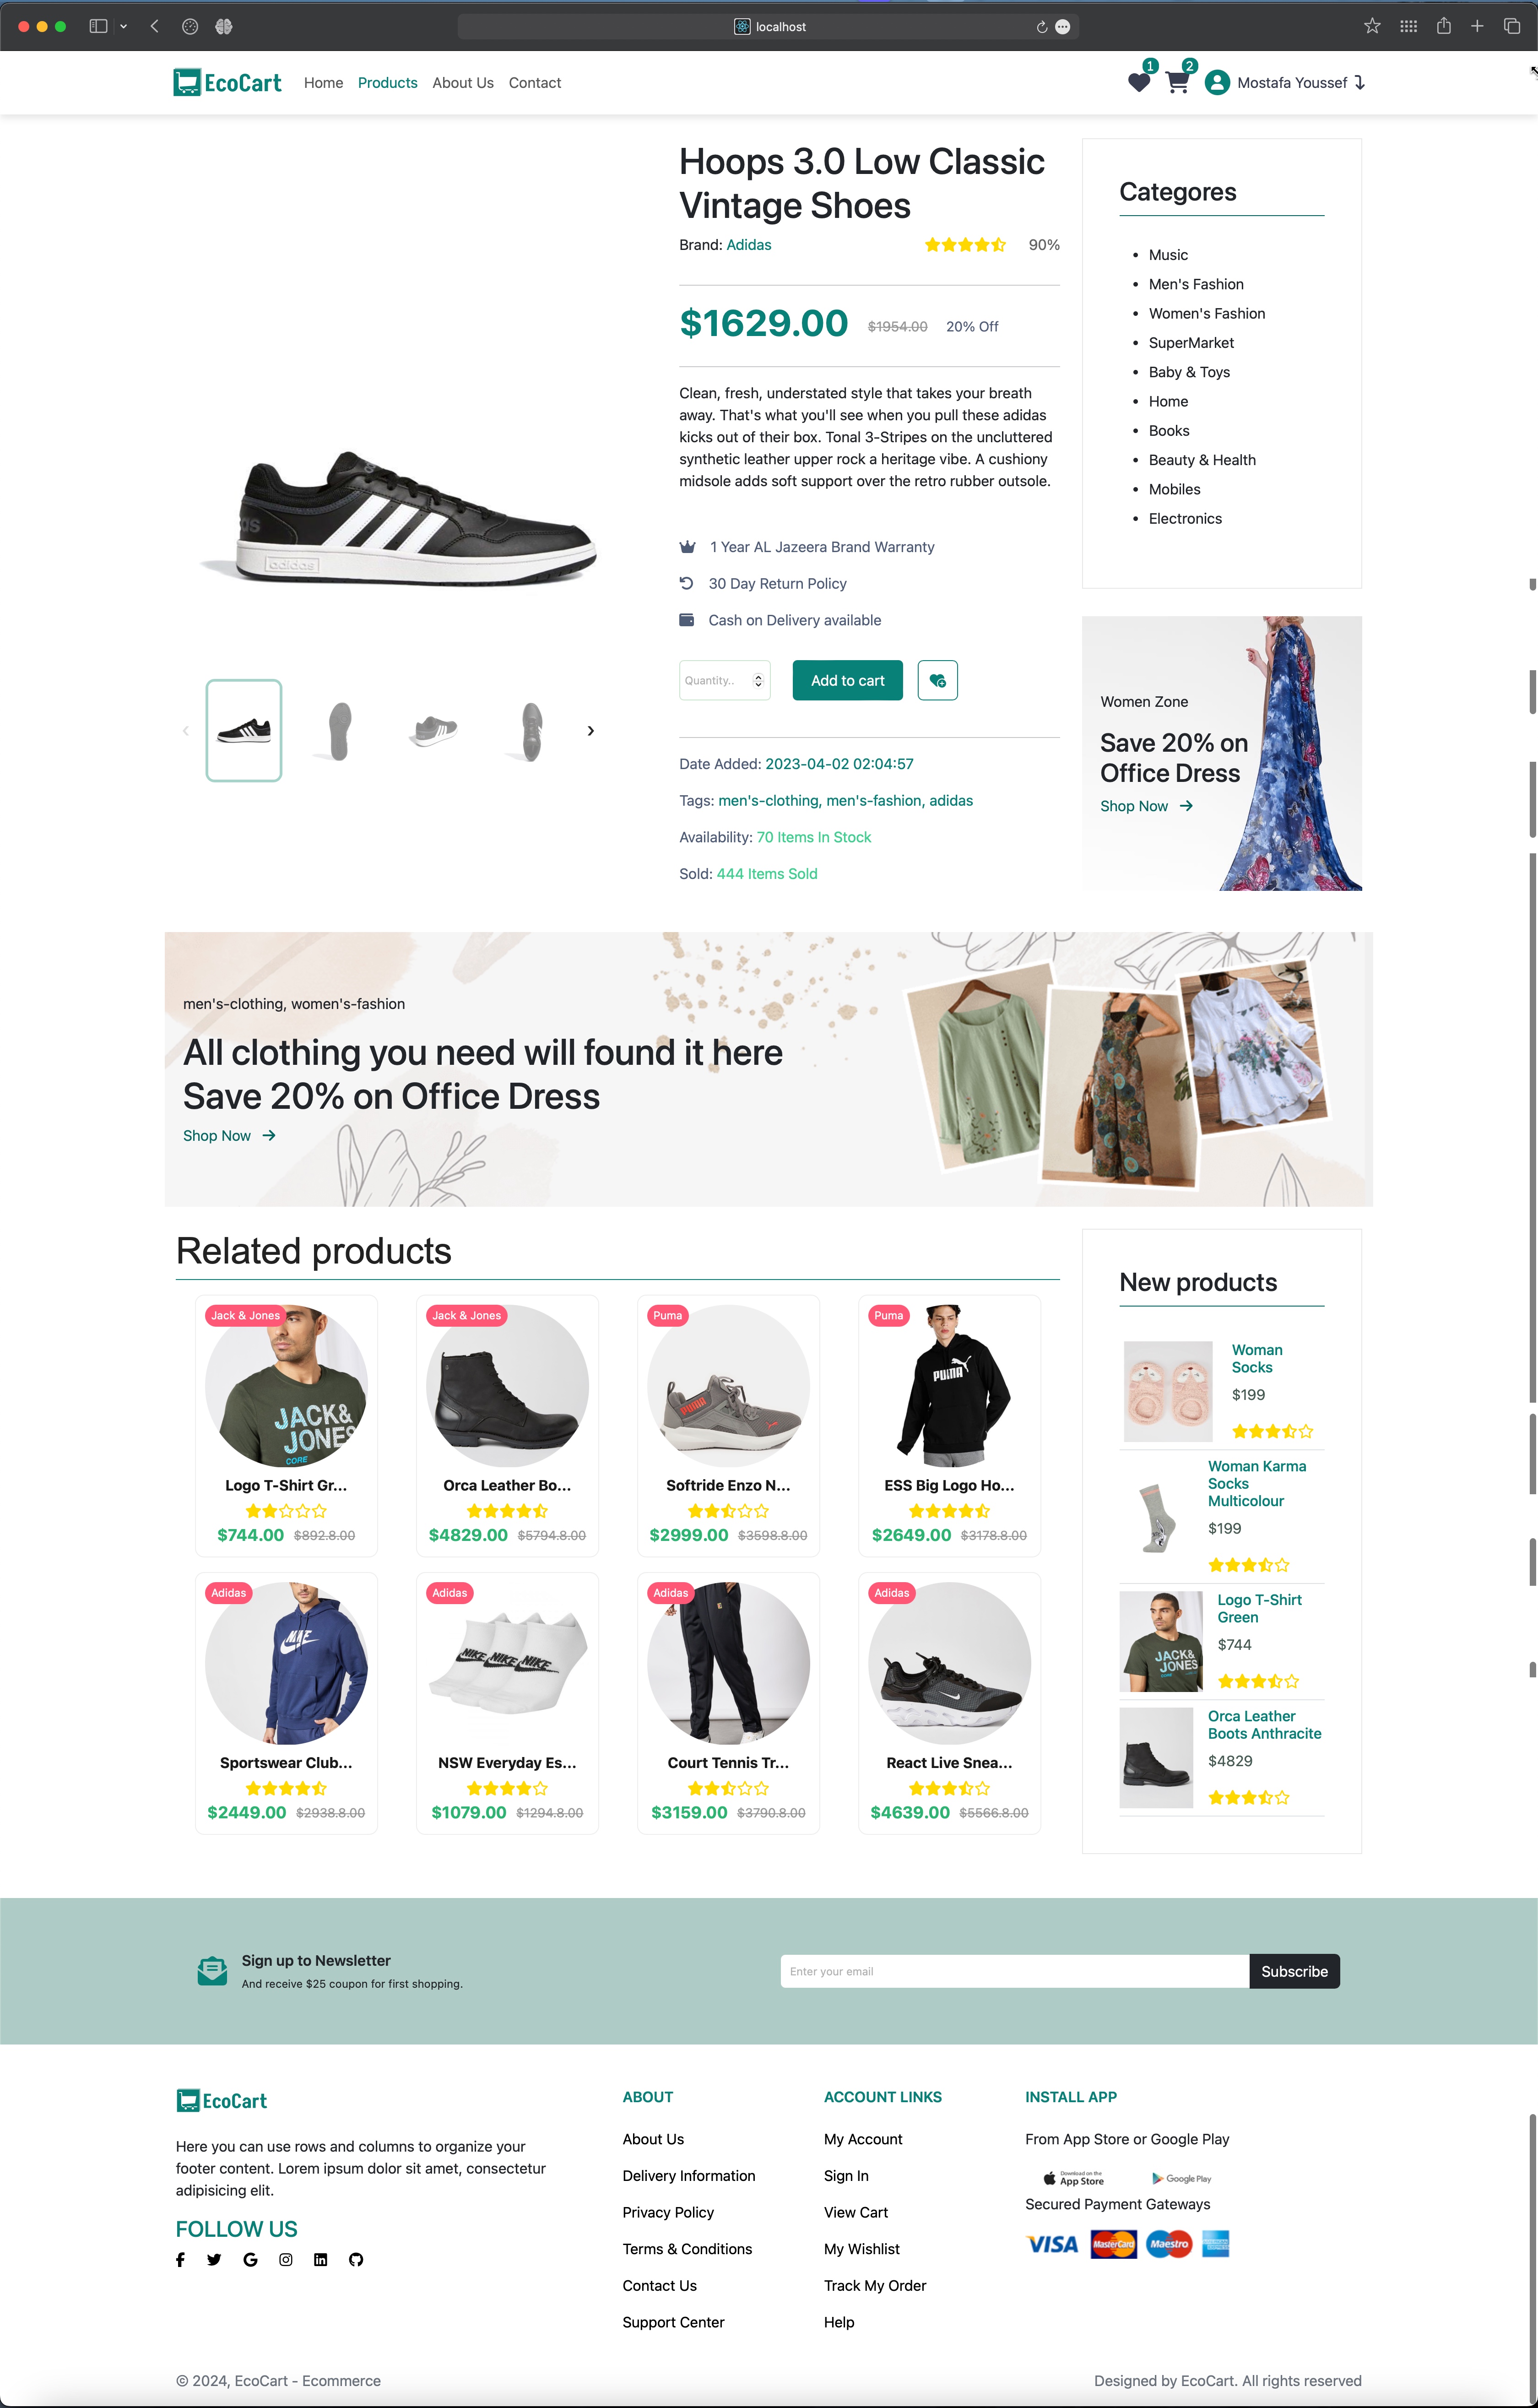 localhost
EcoCart
Home
Products
About Us
Contact
1
2
Mostafa Youssef
Hoops 3.0 Low Classic
Vintage Shoes
Brand: Adidas
90%
$1629.00
$1954.00
20% Off
Clean, fresh, understated style that takes your breath
away. That's what you'll see when you pull these adidas
kicks out of their box. Tonal 3-Stripes on the uncluttered
synthetic leather upper rock a heritage vibe. A cushiony
midsole adds soft support over the retro rubber outsole.
1 Year AL Jazeera Brand Warranty
30 Day Return Policy
Cash on Delivery available
Quantity..
Add to cart
Date Added: 2023-04-02 02:04:57
Tags: men's-clothing, men's-fashion, adidas
Availability: 70 Items In Stock
Sold: 444 Items Sold
adidas
Categores
Music
Men's Fashion
Women's Fashion
SuperMarket
Baby & Toys
Home
Books
Beauty & Health
Mobiles
Electronics
Women Zone
Save 20% on
Office Dress
Shop Now
men's-clothing, women's-fashion
All clothing you need will found it here
Save 20% on Office Dress
Shop Now
Related products
Jack & Jones
JACK&
JONES
CORE
Logo T-Shirt Gr...
$744.00 $892.8.00
Jack & Jones
Orca Leather Bo...
$4829.00 $5794.8.00
Puma
PUMA
Softride Enzo N...
$2999.00 $3598.8.00
Puma
PUMA
ESS Big Logo Ho...
$2649.00 $3178.8.00
Adidas
NIKE
Sportswear Club...
$2449.00 $2938.8.00
Adidas
NIKE NIKE NIKE
NSW Everyday Es...
$1079.00 $1294.8.00
Adidas
Court Tennis Tr...
$3159.00 $3790.8.00
Adidas
React Live Snea...
$4639.00 $5566.8.00
New products
Woman
Socks
$199
Woman Karma
Socks
Multicolour
$199
JACK&
JONES
Logo T-Shirt
Green
$744
Orca Leather
Boots Anthracite
$4829
Sign up to Newsletter
And receive $25 coupon for first shopping.
Enter your email
Subscribe
EcoCart
Here you can use rows and columns to organize your
footer content. Lorem ipsum dolor sit amet, consectetur
adipisicing elit.
FOLLOW US
ABOUT
About Us
Delivery Information
Privacy Policy
Terms & Conditions
Contact Us
Support Center
ACCOUNT LINKS
My Account
Sign In
View Cart
My Wishlist
Track My Order
Help
INSTALL APP
From App Store or Google Play
Download on the
App Store
Google Play
Secured Payment Gateways
VISA
MasterCard
Maestro
© 2024, EcoCart - Ecommerce
Designed by EcoCart. All rights reserved